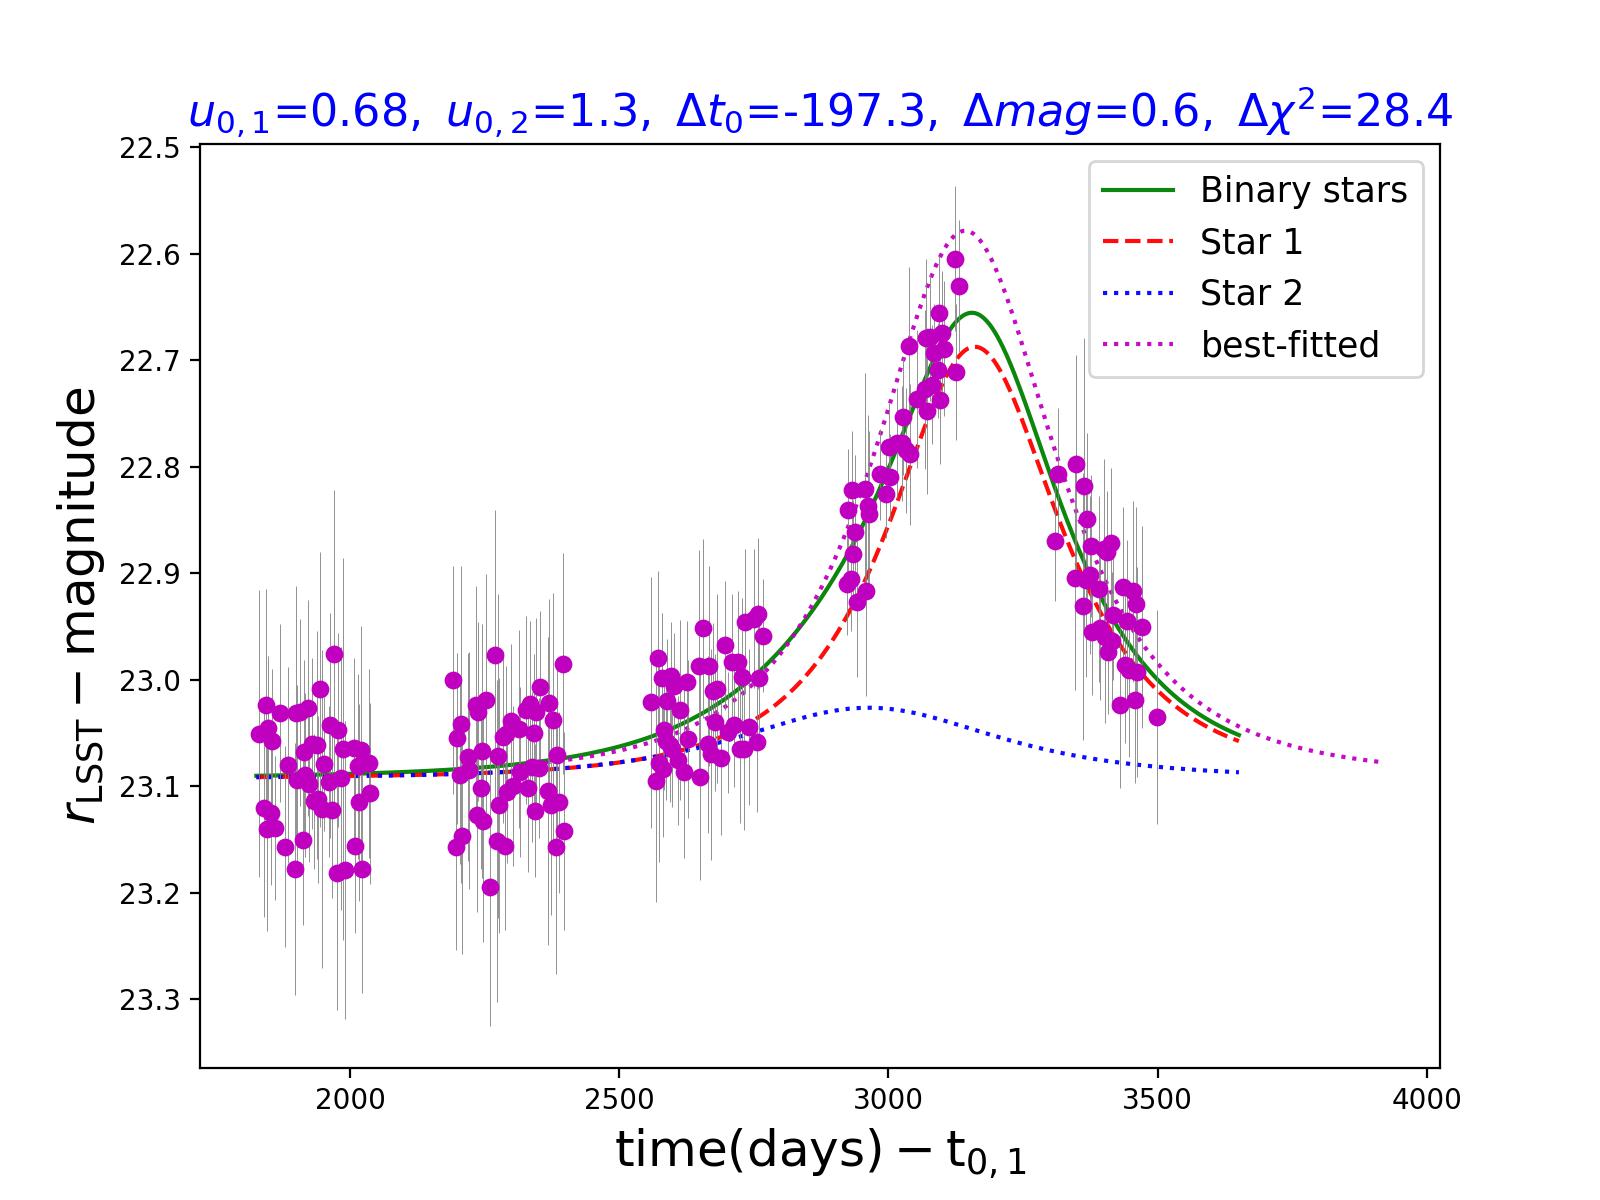 u0,1=0.68, u0,2=1.3, Δt0=-197.3, Δmag=0.6, Δχ²=28.4
22.5
22.6
22.7
22.8
22.9
23.0
23.1
23.2
23.3
rLSST − magnitude
Binary stars
Star 1
Star 2
best-fitted
2000
2500
3000
3500
4000
time(days) − t0,1